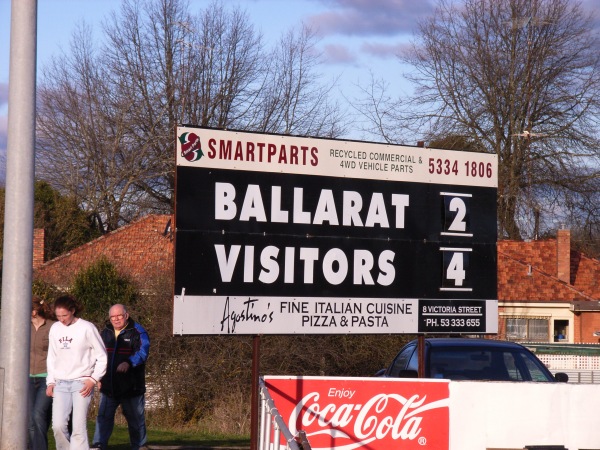 SMARTPARTS
RECYCLED COMMERCIAL &
4WD VEHICLE PARTS
5334 1806
BALLARAT 2
VISITORS 4
Agostino's
FINE ITALIAN CUISINE
PIZZA & PASTA
8 VICTORIA STREET
PH. 53 333 655
FILA
Enjoy
Coca-Cola
®